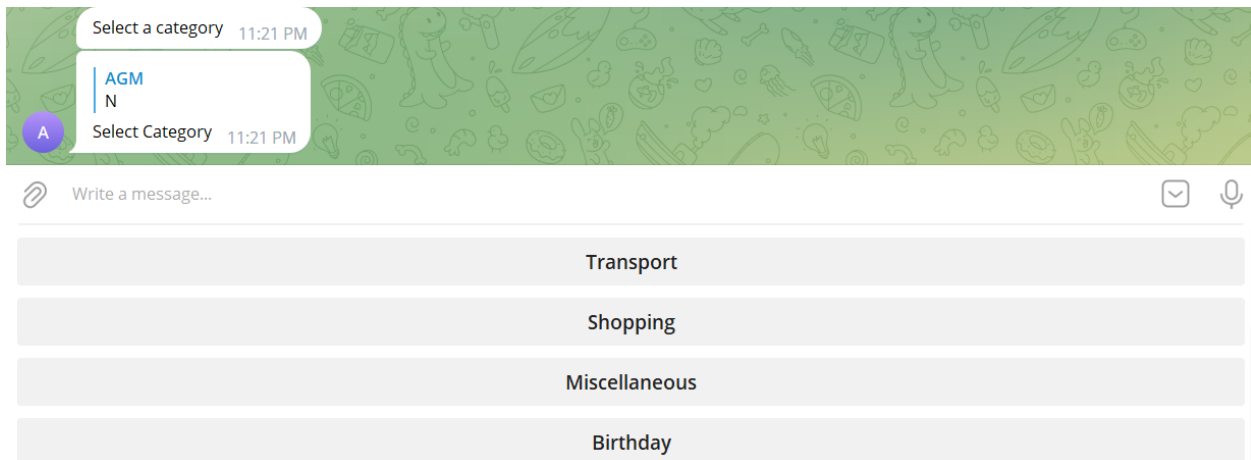 Select a category 11:21 PM
AGM
N
A
Select Category 11:21 PM
Write a message...
Transport
Shopping
Miscellaneous
Birthday